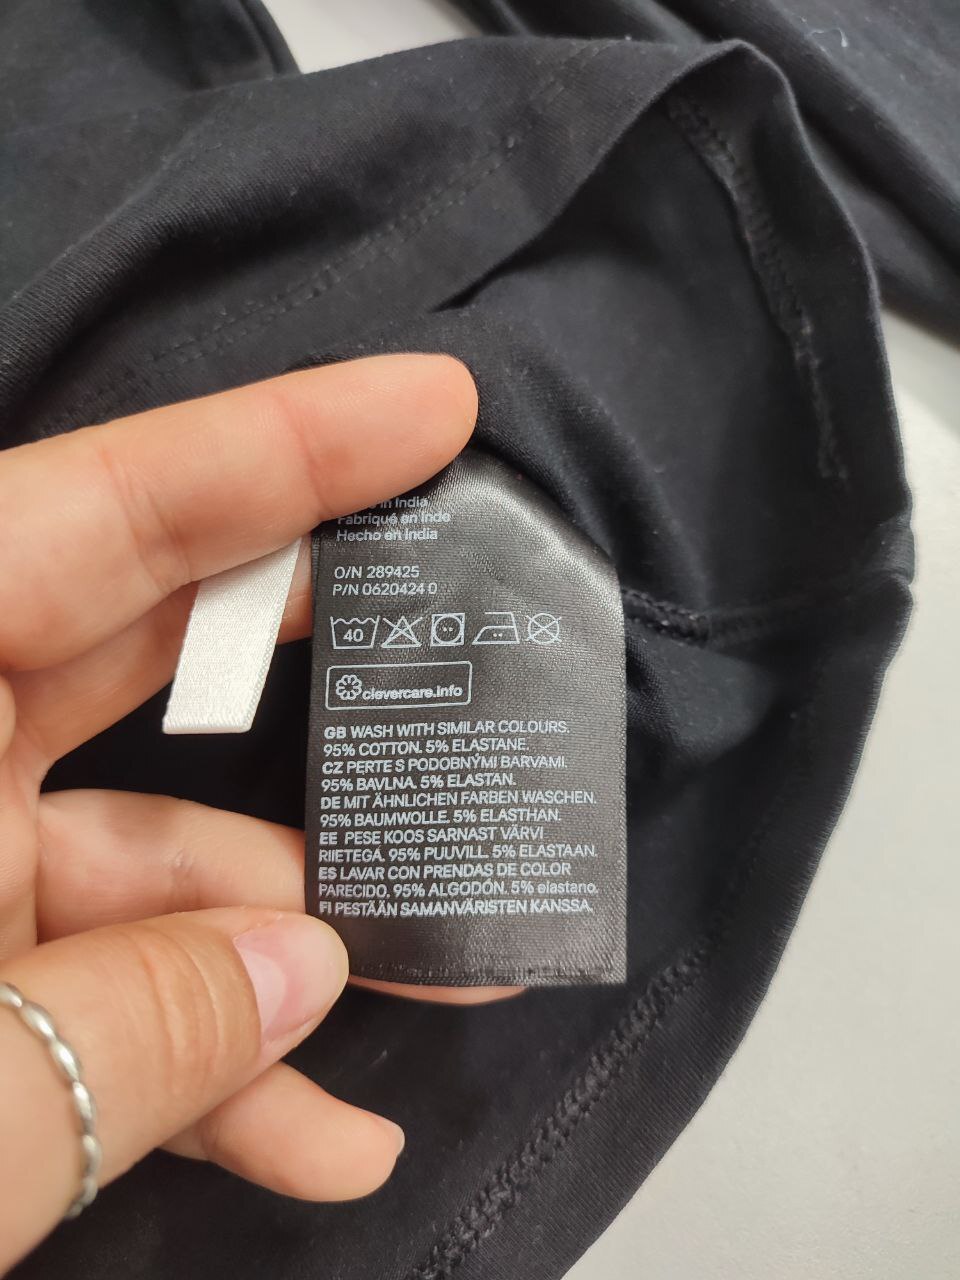 in India
Fabriqué en Inde
Hecho en India
O/N 289425
P/N 0620424 0
40
clevercare.info
GB WASH WITH SIMILAR COLOURS.
95% COTTON. 5% ELASTANE.
CZ PERTE S PODOBNÝMI BARVAMI.
95% BAVLNA. 5% ELASTAN.
DE MIT ÄHNLICHEN FARBEN WASCHEN.
95% BAUMWOLLE. 5% ELASTHAN.
EE PESE KOOS SARNAST VÄRVI
RIIETEGA. 95% PUUVILL. 5% ELASTAAN.
ES LAVAR CON PRENDAS DE COLOR
PARECIDO. 95% ALGODÓN. 5% elastano.
FI PESTÄÄN SAMANVÄRISTEN KANSSA.